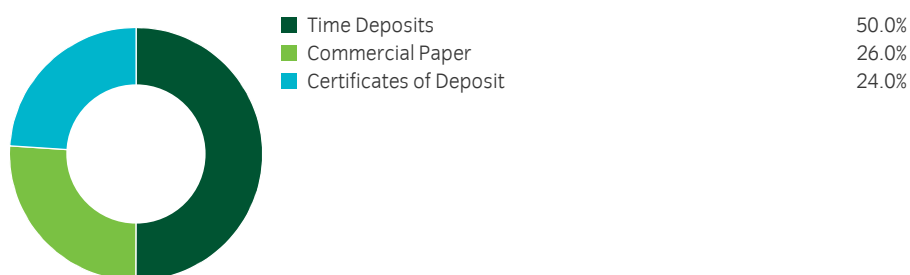 Time Deposits 50.0%
Commercial Paper 26.0%
Certificates of Deposit 24.0%